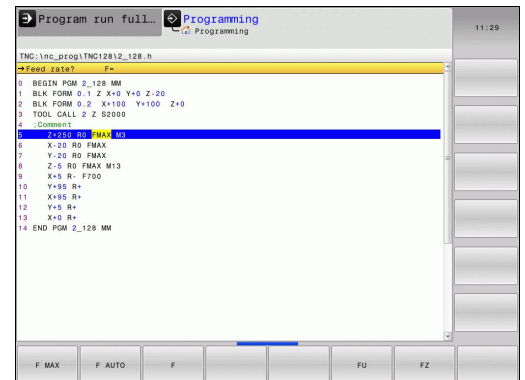 Program run full...
Programming
Programming
11:29
TNC:\nc_prog\TNC128\2_128.h
→Feed rate? F=
0 BEGIN PGM 2_128 MM
1 BLK FORM 0.1 Z X+0 Y+0 Z-20
2 BLK FORM 0.2 X+100 Y+100 Z+0
3 TOOL CALL 2 Z S2000
4 ;Comment
5 Z+250 R0 FMAX M3
6 X-20 R0 FMAX
7 Y-20 R0 FMAX
8 Z-5 R0 FMAX M13
9 X+5 R- F700
10 Y+95 R+
11 X+95 R+
12 Y+5 R+
13 X+0 R+
14 END PGM 2_128 MM
F MAX F AUTO F FU FZ